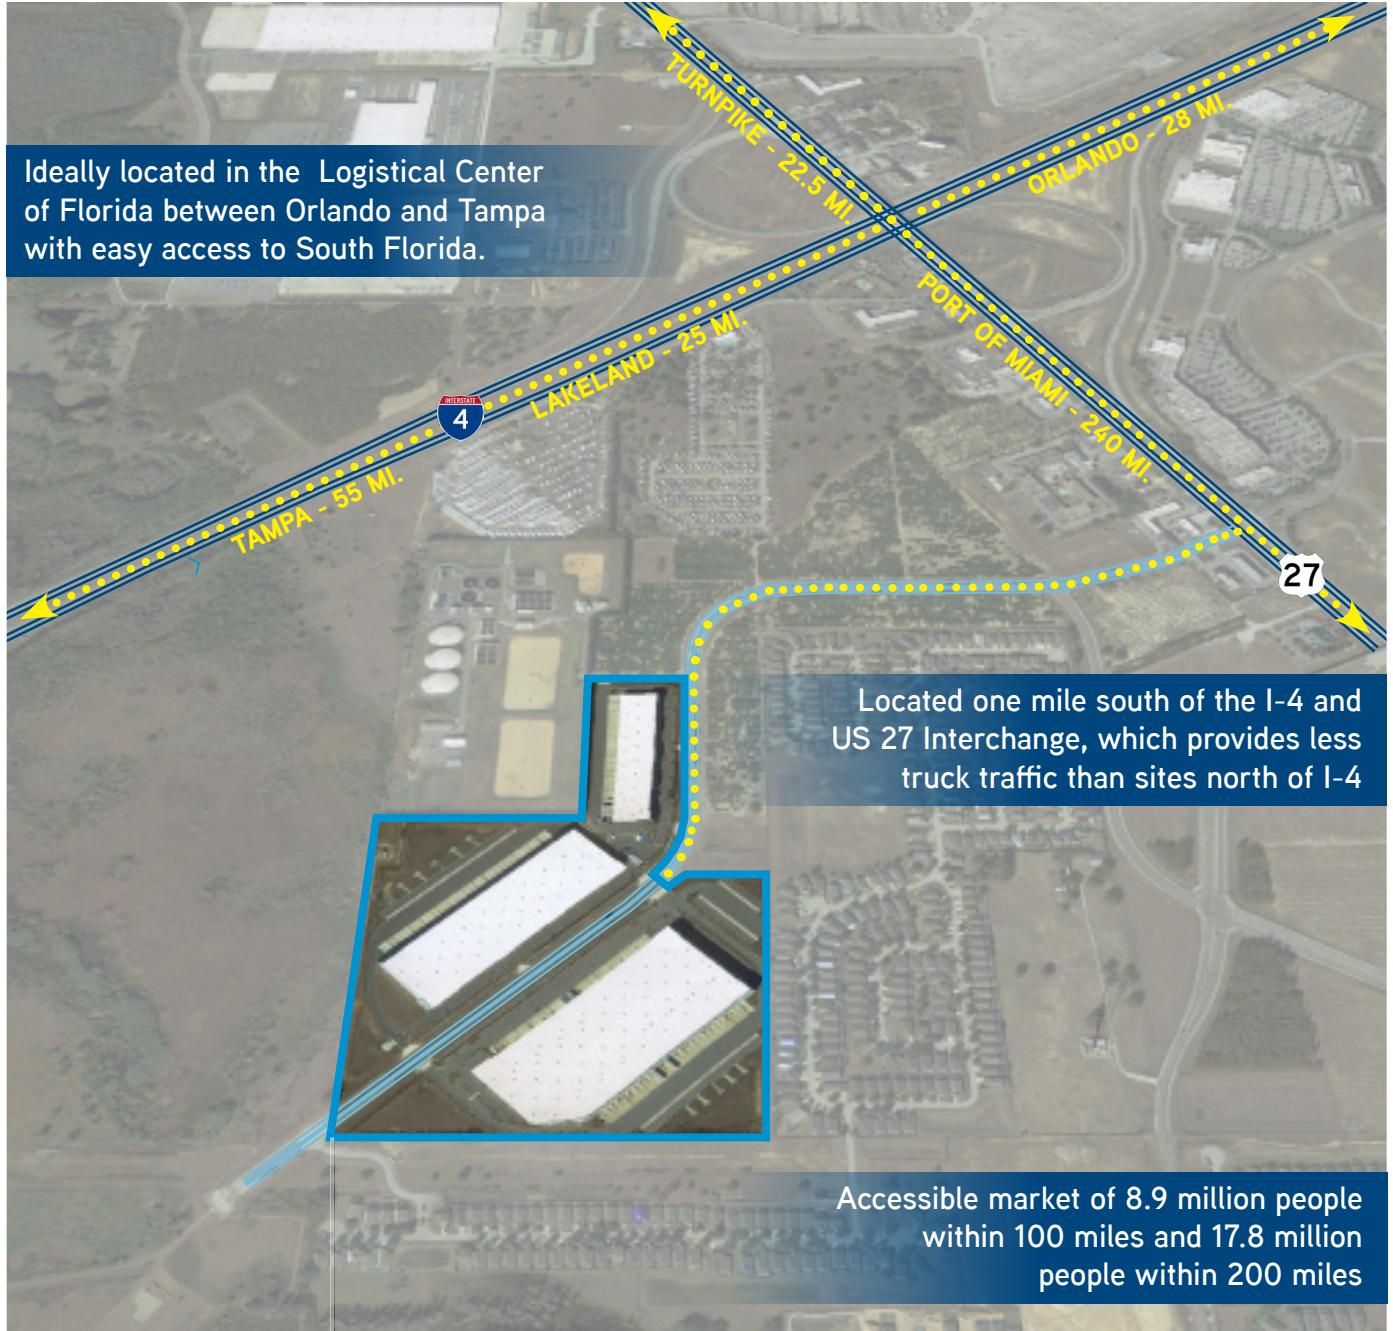 TURNPIKE - 22.5 MI.
ORLANDO - 28 MI.
Ideally located in the Logistical Center
of Florida between Orlando and Tampa
with easy access to South Florida.
PORT OF MIAMI - 240 MI.
LAKELAND - 25 MI.
INTERSTATE
4
TAMPA - 55 MI.
27
Located one mile south of the I-4 and
US 27 Interchange, which provides less
truck traffic than sites north of I-4
Accessible market of 8.9 million people
within 100 miles and 17.8 million
people within 200 miles